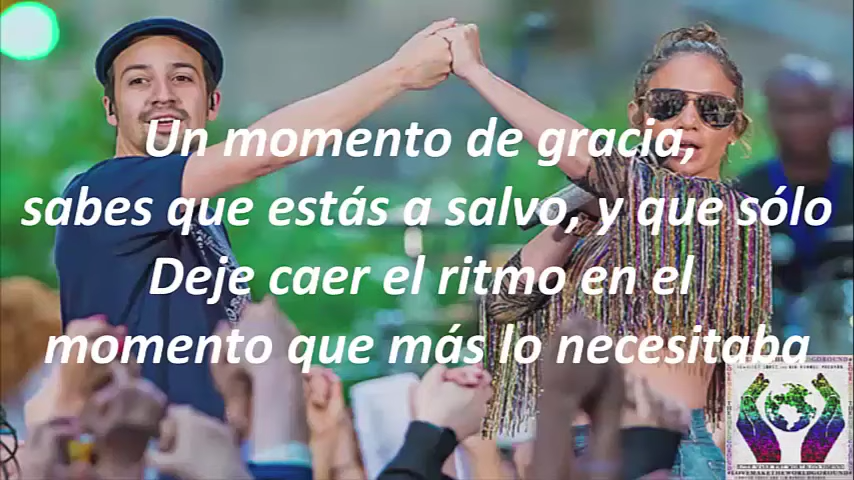 Un momento de gracia,
sabes que estás a salvo, y que sólo
Deje caer el ritmo en el
momento que más lo necesitaba
#LOVEMAKETHEWORLDGOROUND